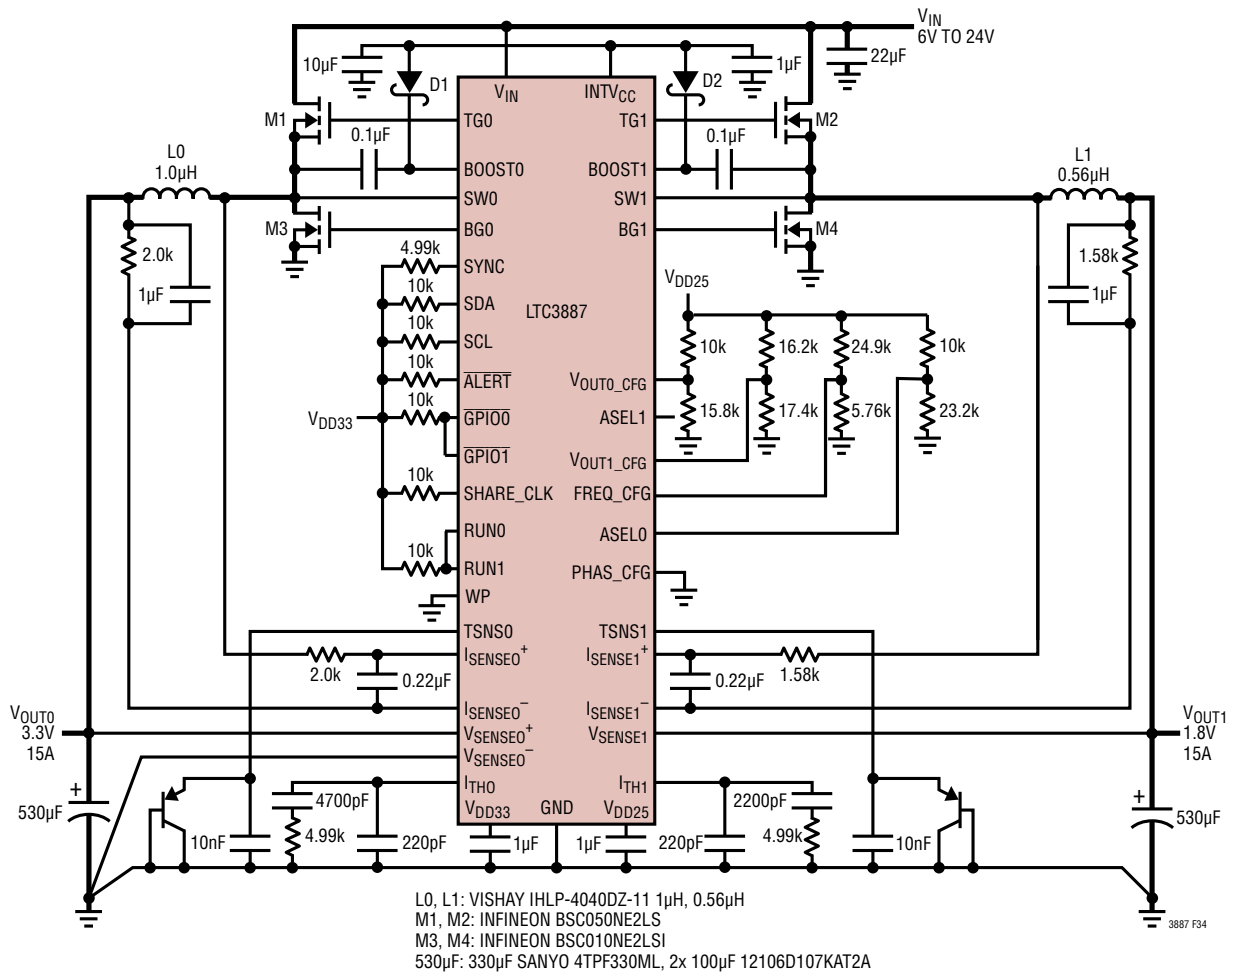 VIN
6V TO 24V
10µF
D1
D2
1µF
22µF
VIN
INTVCC
M1
TG0
TG1
M2
0.1µF
0.1µF
L0
1.0µH
BOOST0
BOOST1
L1
0.56µH
SW0
SW1
M3
BG0
BG1
M4
2.0k
1µF
4.99k
SYNC
1.58k
1µF
10k
SDA
VDD25
LTC3887
10k
SCL
10k
16.2k
24.9k
10k
10k
ALERT
VOUT0_CFG
10k
VDD33
GPIO0
ASEL1
15.8k
17.4k
5.76k
23.2k
GPIO1
VOUT1_CFG
10k
SHARE_CLK
FREQ_CFG
RUN0
ASEL0
10k
RUN1
PHAS_CFG
WP
TSNS0
TSNS1
2.0k
ISENSE0+
ISENSE1+
1.58k
0.22µF
0.22µF
ISENSE0–
ISENSE1–
VOUT0
3.3V
15A
VSENSE0+
VSENSE1
VOUT1
1.8V
15A
VSENSE0–
ITH0
ITH1
530µF
4700pF
VDD33
GND
VDD25
2200pF
530µF
10nF
4.99k
220pF
1µF
1µF
220pF
4.99k
10nF
L0, L1: VISHAY IHLP-4040DZ-11 1µH, 0.56µH
M1, M2: INFINEON BSC050NE2LS
M3, M4: INFINEON BSC010NE2LSI
530µF: 330µF SANYO 4TPF330ML, 2x 100µF 12106D107KAT2A
3887 F34